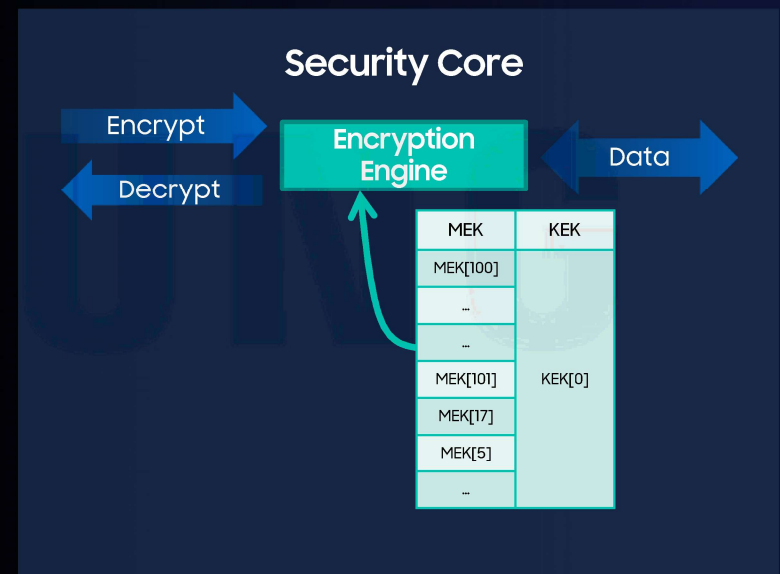 Security Core
Encrypt
Decrypt
Encryption
Engine
Data
MEK KEK
MEK[100]
...
...
MEK[101] KEK[0]
MEK[17]
MEK[5]
...